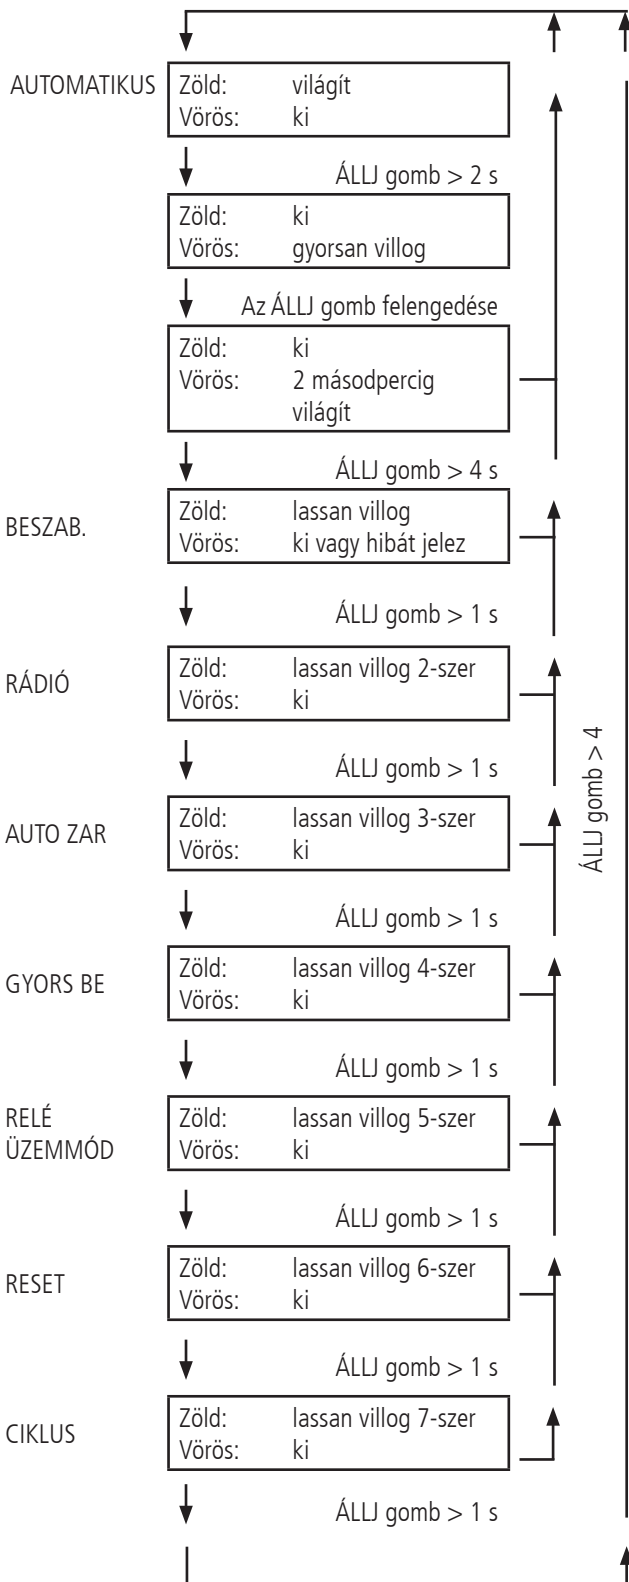 AUTOMATIKUS
Zöld: világít
Vörös: ki
ÁLLJ gomb > 2 s
Zöld: ki
Vörös: gyorsan villog
Az ÁLLJ gomb felengedése
Zöld: ki
Vörös: 2 másodpercig
világít
ÁLLJ gomb > 4 s
BESZAB.
Zöld: lassan villog
Vörös: ki vagy hibát jelez
ÁLLJ gomb > 1 s
RÁDIÓ
Zöld: lassan villog 2-szer
Vörös: ki
ÁLLJ gomb > 1 s
AUTO ZAR
Zöld: lassan villog 3-szer
Vörös: ki
ÁLLJ gomb > 4
ÁLLJ gomb > 1 s
GYORS BE
Zöld: lassan villog 4-szer
Vörös: ki
ÁLLJ gomb > 1 s
RELÉ
ÜZEMMÓD
Zöld: lassan villog 5-szer
Vörös: ki
ÁLLJ gomb > 1 s
RESET
Zöld: lassan villog 6-szer
Vörös: ki
ÁLLJ gomb > 1 s
CIKLUS
Zöld: lassan villog 7-szer
Vörös: ki
ÁLLJ gomb > 1 s